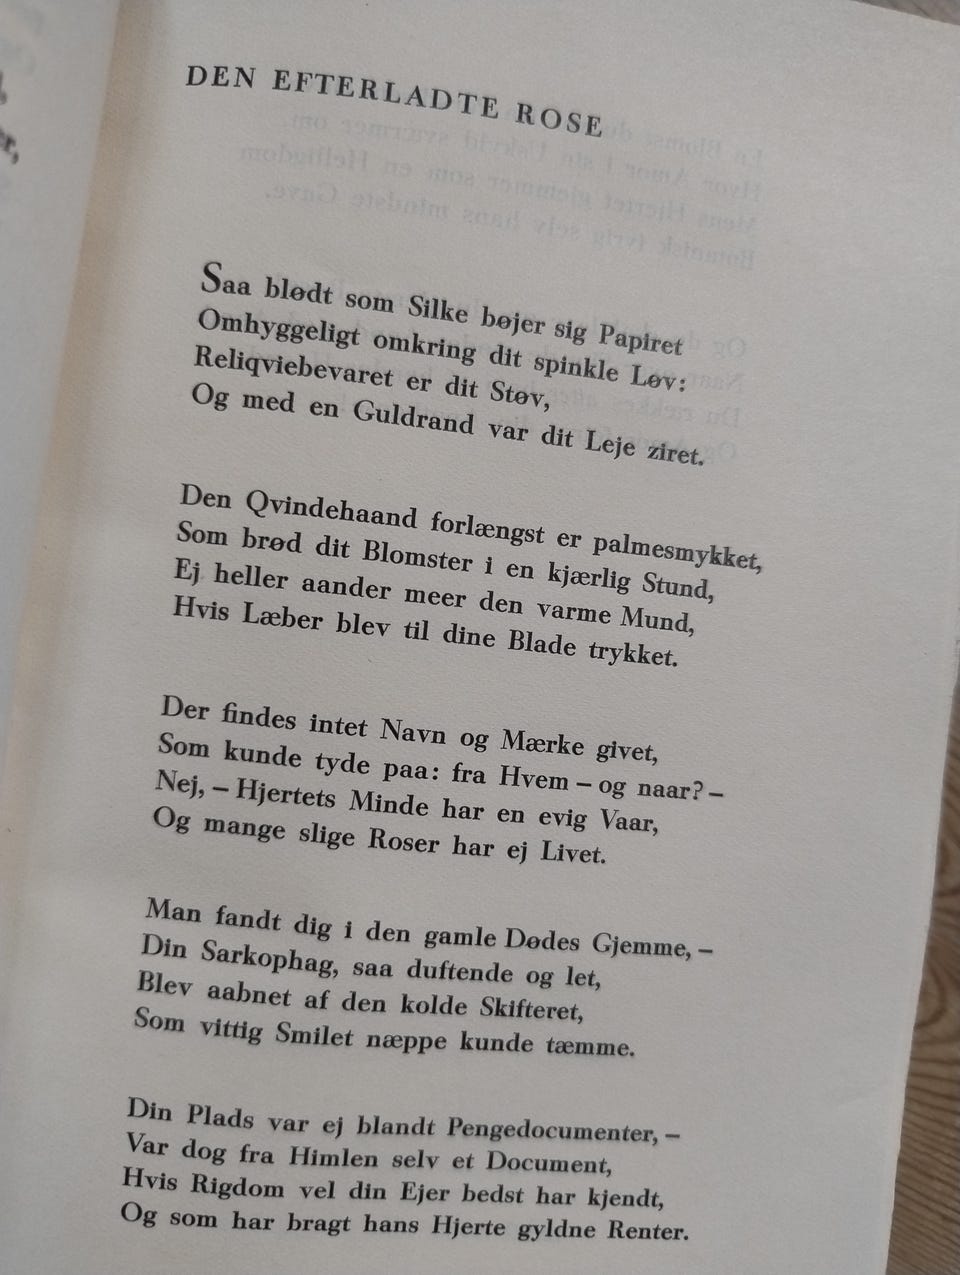 DEN EFTERLADTE ROSE
Saa blødt som Silke bøjer sig Papiret
Omhyggeligt omkring dit spinkle Løv:
Reliqviebevaret er dit Støv,
Og med en Guldrand var dit Leje ziret.
Den Qvindehaand forlængst er palmesmykket,
Som brød dit Blomster i en kjærlig Stund,
Ej heller aander meer den varme Mund,
Hvis Læber blev til dine Blade trykket.
Der findes intet Navn og Mærke givet,
Som kunde tyde paa: fra Hvem – og naar? –
Nej, – Hjertets Minde har en evig Vaar,
Og mange slige Roser har ej Livet.
Man fandt dig i den gamle Dødes Gjemme, –
Din Sarkophag, saa duftende og let,
Blev aabnet af den kolde Skifteret,
Som vittig Smilet næppe kunde tæmme.
Din Plads var ej blandt Pengedocumenter, –
Var dog fra Himlen selv et Document,
Hvis Rigdom vel din Ejer bedst har kjendt,
Og som har bragt hans Hjerte gyldne Renter.